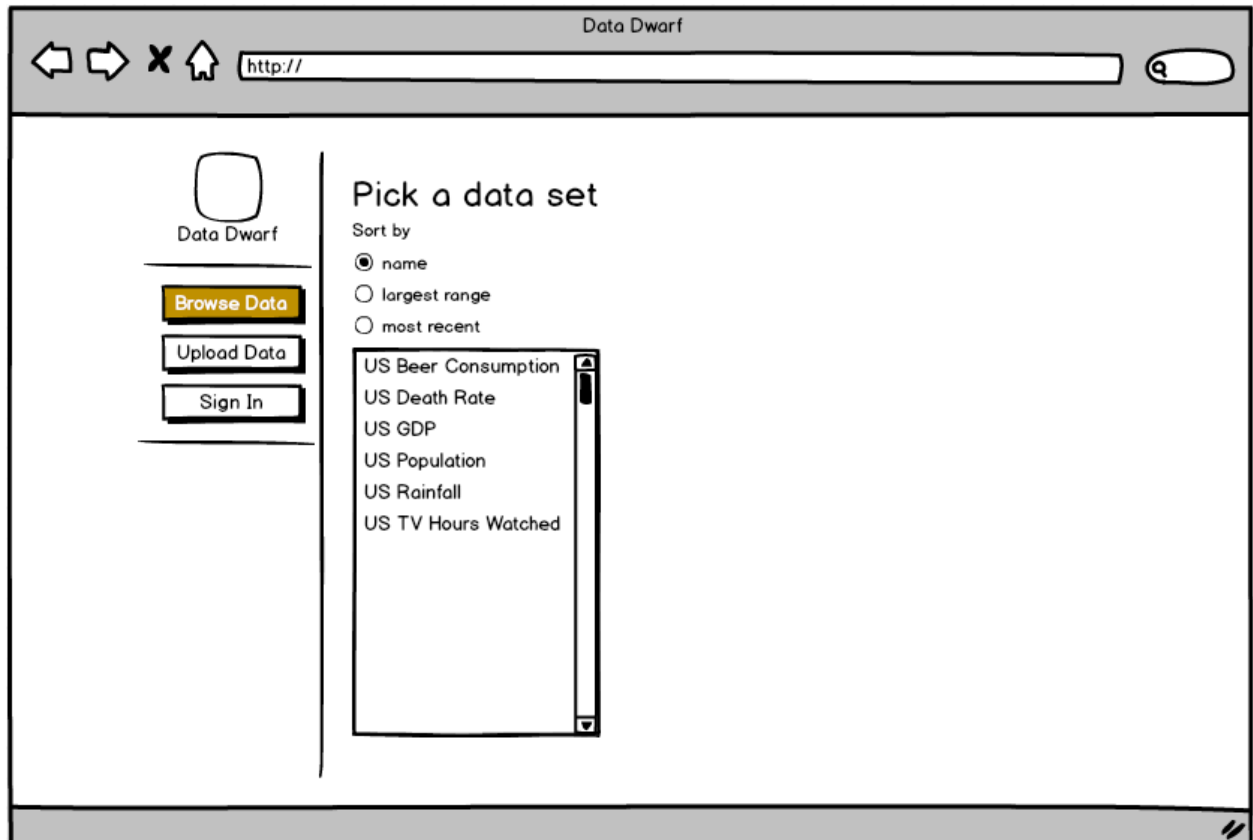 Data Dwarf
http://
Data Dwarf
Browse Data
Upload Data
Sign In
Pick a data set
Sort by
name
largest range
most recent
US Beer Consumption
US Death Rate
US GDP
US Population
US Rainfall
US TV Hours Watched